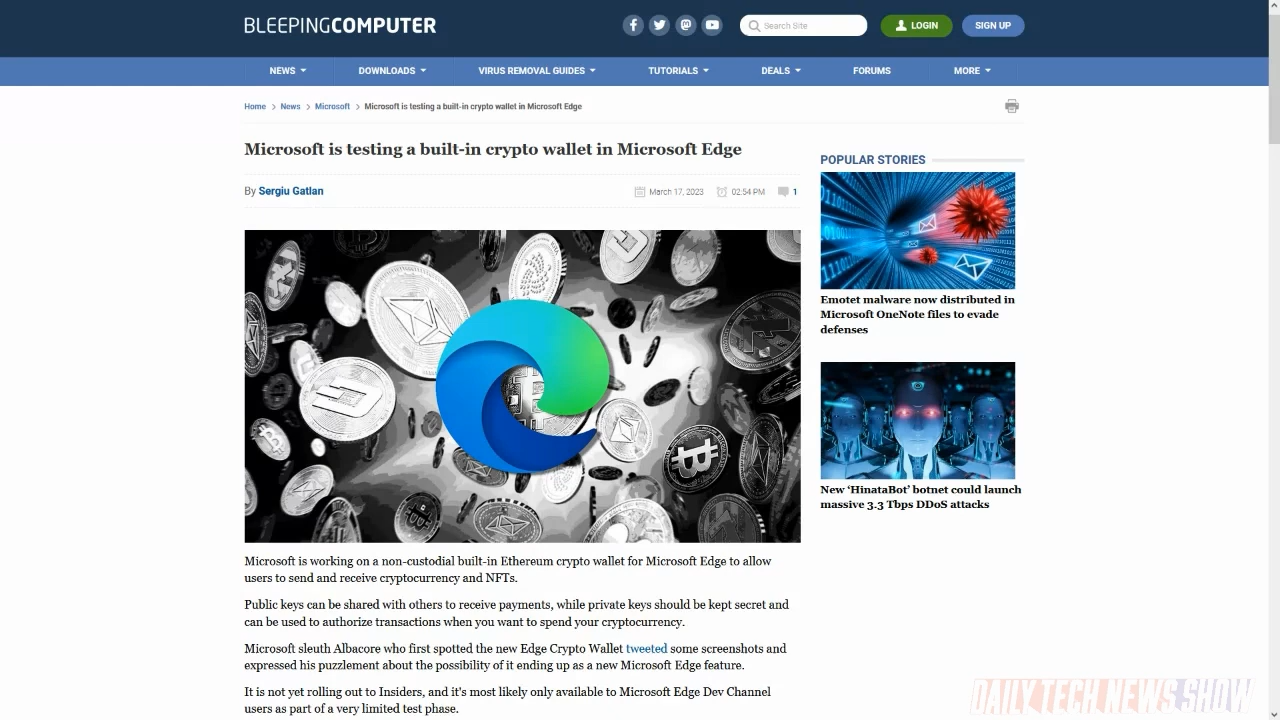 BLEEPINGCOMPUTER
Search Site
LOGIN
SIGN UP
NEWS
DOWNLOADS
VIRUS REMOVAL GUIDES
TUTORIALS
DEALS
FORUMS
MORE
Home > News > Microsoft > Microsoft is testing a built-in crypto wallet in Microsoft Edge
Microsoft is testing a built-in crypto wallet in Microsoft Edge
By Sergiu Gatlan
March 17, 2023
02:54 PM
1
Microsoft is working on a non-custodial built-in Ethereum crypto wallet for Microsoft Edge to allow
users to send and receive cryptocurrency and NFTs.
Public keys can be shared with others to receive payments, while private keys should be kept secret and
can be used to authorize transactions when you want to spend your cryptocurrency.
Microsoft sleuth Albacore who first spotted the new Edge Crypto Wallet tweeted some screenshots and
expressed his puzzlement about the possibility of it ending up as a new Microsoft Edge feature.
It is not yet rolling out to Insiders, and it's most likely only available to Microsoft Edge Dev Channel
users as part of a very limited test phase.
POPULAR STORIES
Emotet malware now distributed in
Microsoft OneNote files to evade
defenses
New ‘HinataBot’ botnet could launch
massive 3.3 Tbps DDoS attacks
DAILY TECH NEWS SHOW